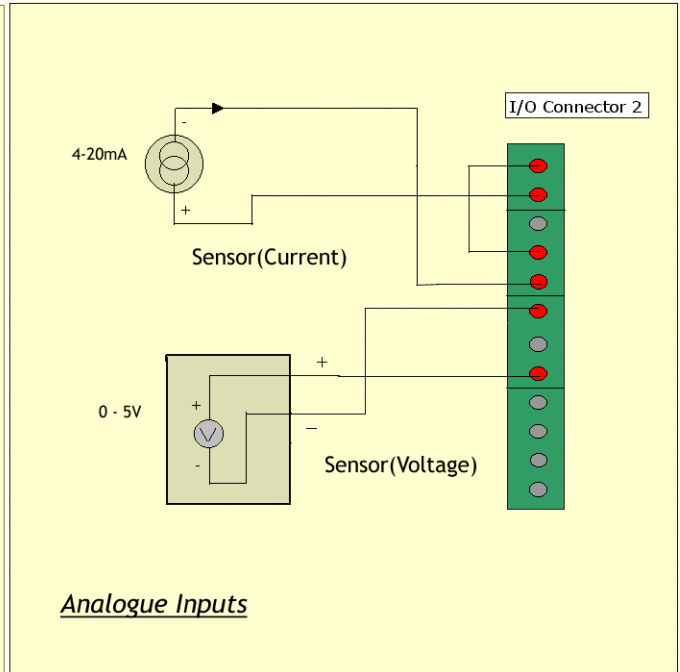 I/O Connector 2
-
4-20mA
+
Sensor(Current)
+
+
0 - 5V
–
-
Sensor(Voltage)
Analogue Inputs